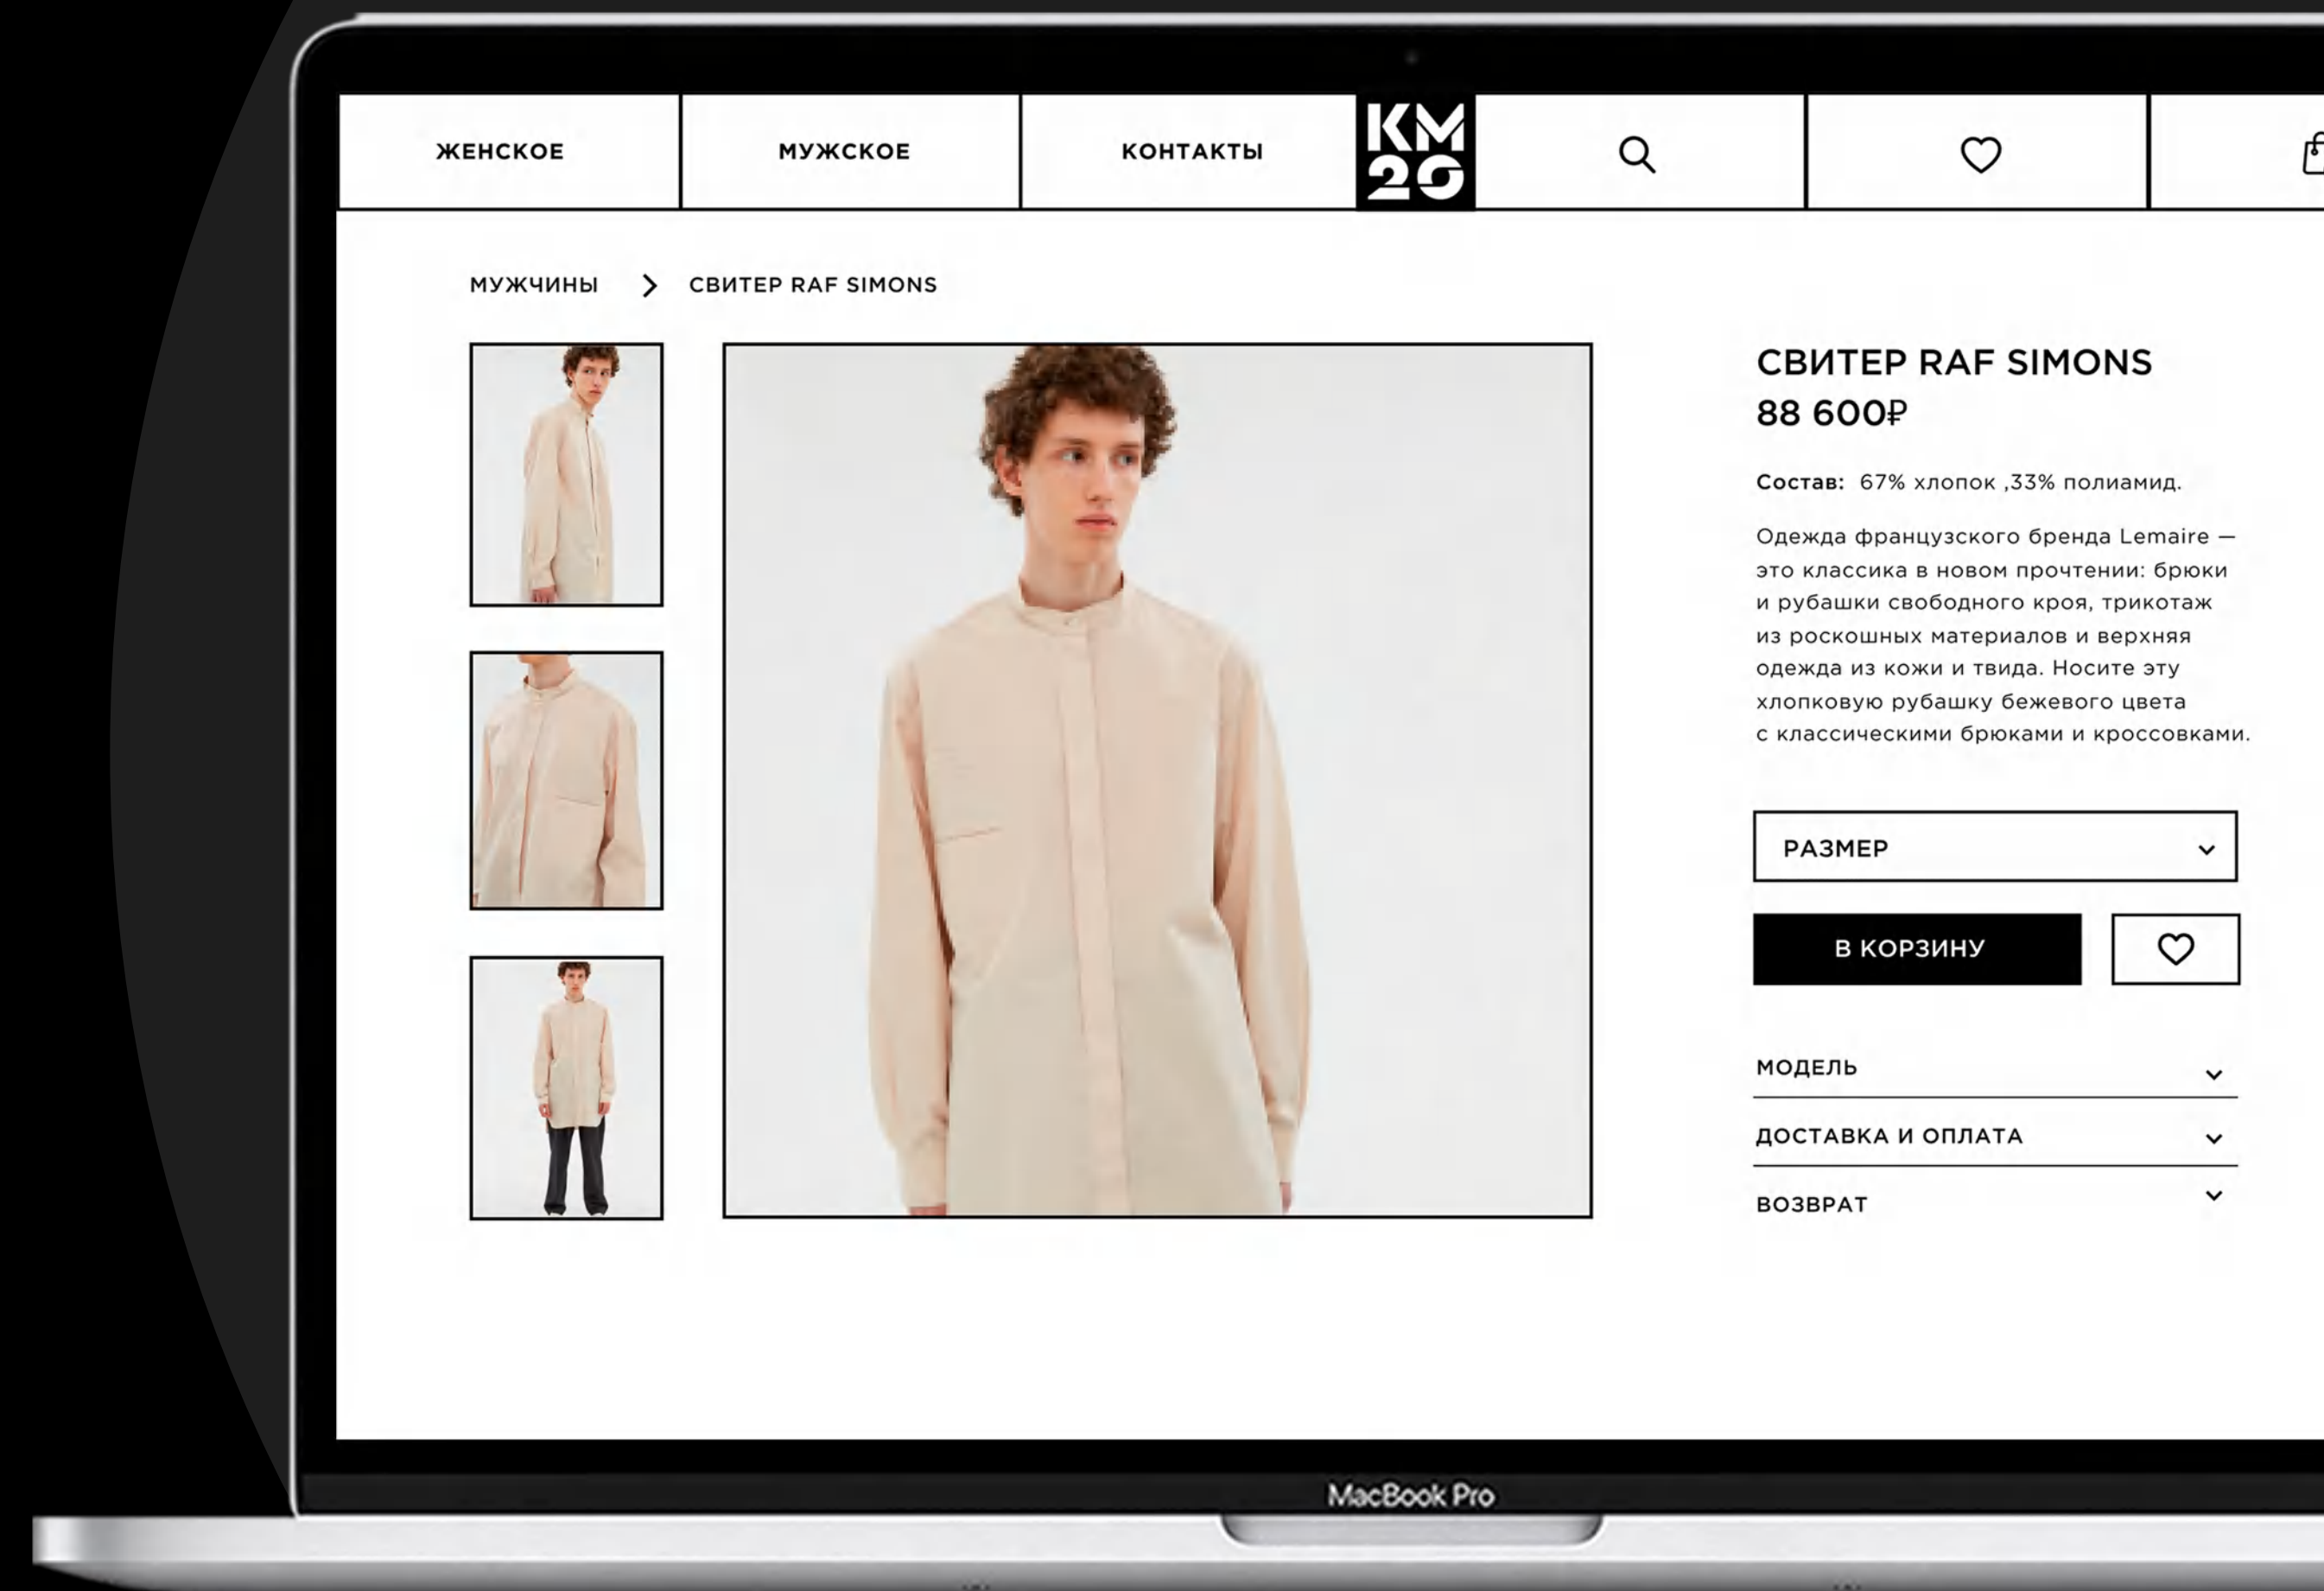 ЖЕНСКОЕ
МУЖСКОЕ
КОНТАКТЫ
KM
20
МУЖЧИНЫ > СВИТЕР RAF SIMONS
СВИТЕР RAF SIMONS
88 600₽
Состав: 67% хлопок ,33% полиамид.
Одежда французского бренда Lemaire —
это классика в новом прочтении: брюки
и рубашки свободного кроя, трикотаж
из роскошных материалов и верхняя
одежда из кожи и твида. Носите эту
хлопковую рубашку бежевого цвета
с классическими брюками и кроссовками.
РАЗМЕР
В КОРЗИНУ
МОДЕЛЬ
ДОСТАВКА И ОПЛАТА
ВОЗВРАТ
MacBook Pro